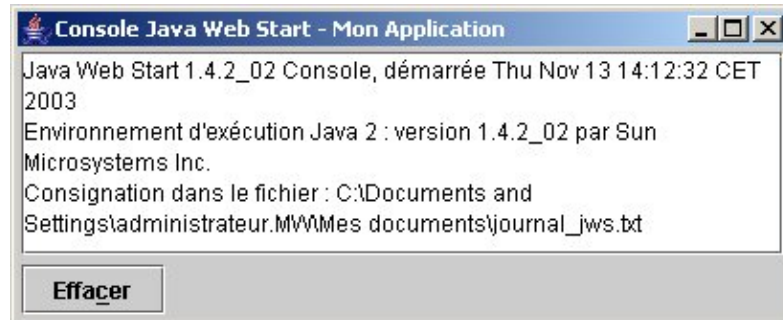 Console Java Web Start - Mon Application
Java Web Start 1.4.2_02 Console, démarrée Thu Nov 13 14:12:32 CET
2003
Environnement d'exécution Java 2 : version 1.4.2_02 par Sun
Microsystems Inc.
Consignation dans le fichier : C:\Documents and
Settings\administrateur.MW\Mes documents\journal_jws.txt
Effacer